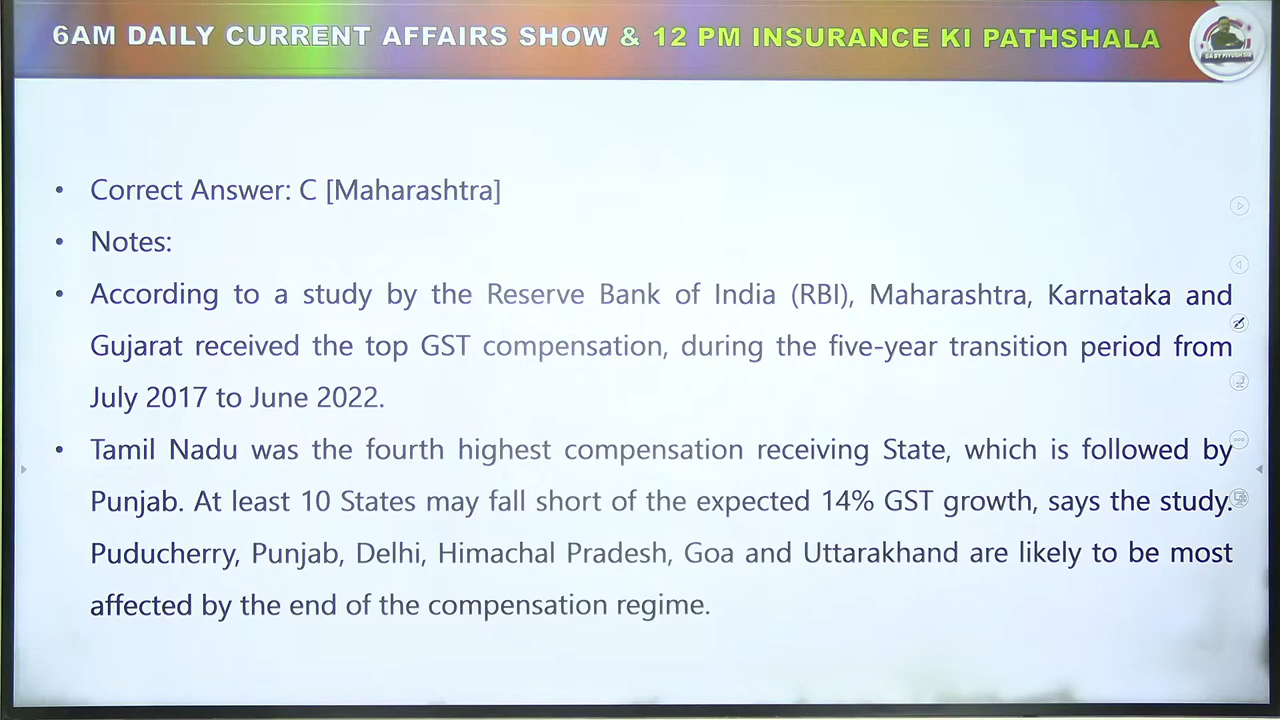 6AM DAILY CURRENT AFFAIRS SHOW & 12 PM INSURANCE KI PATHSHALA
GA BY PIYUSH SIR
• Correct Answer: C [Maharashtra]
• Notes:
• According to a study by the Reserve Bank of India (RBI), Maharashtra, Karnataka and
Gujarat received the top GST compensation, during the five-year transition period from
July 2017 to June 2022.
• Tamil Nadu was the fourth highest compensation receiving State, which is followed by
Punjab. At least 10 States may fall short of the expected 14% GST growth, says the study.
Puducherry, Punjab, Delhi, Himachal Pradesh, Goa and Uttarakhand are likely to be most
affected by the end of the compensation regime.